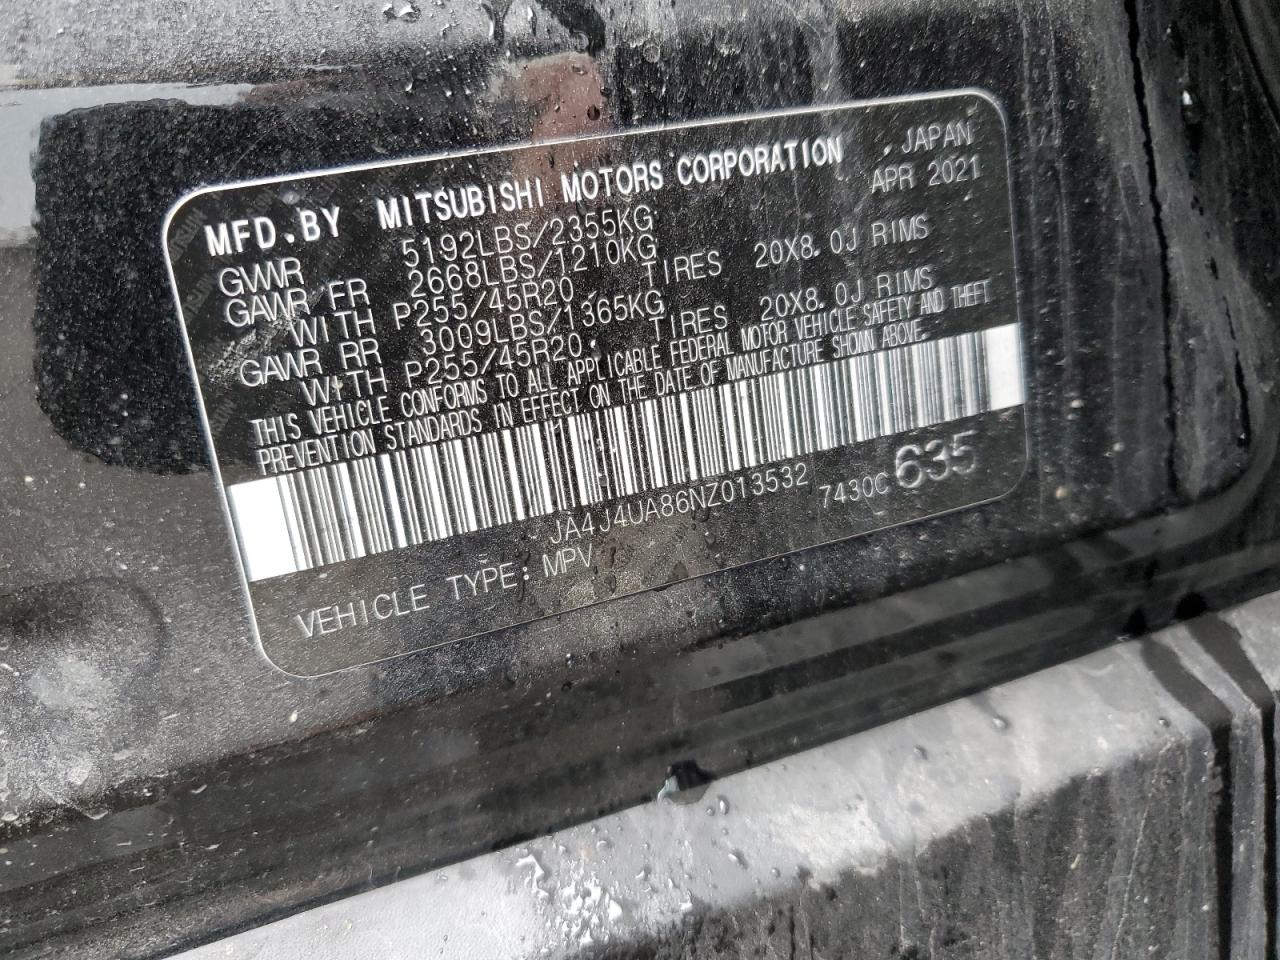 MFD.BY MITSUBISHI MOTORS CORPORATION JAPAN
GVWR 5192LBS/2355KG APR 2021
GAWR FR 2668LBS/1210KG
WITH P255/45R20 TIRES 20X8.0J RIMS
GAWR RR 3009LBS/1365KG
WITH P255/45R20 TIRES 20X8.0J RIMS
THIS VEHICLE CONFORMS TO ALL APPLICABLE FEDERAL MOTOR VEHICLE SAFETY AND THEFT
PREVENTION STANDARDS IN EFFECT ON THE DATE OF MANUFACTURE SHOWN ABOVE.
JA4J4UA86NZ013532 7430C 635
VEHICLE TYPE: MPV